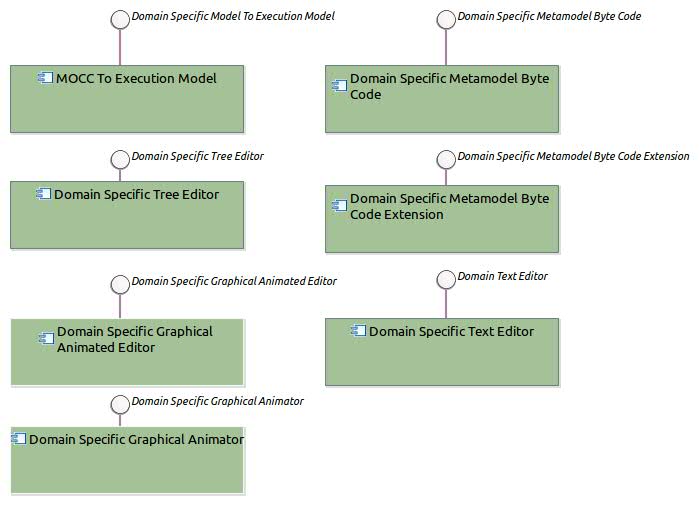 Domain Specific Model To Execution Model
MOCC To Execution Model
Domain Specific Metamodel Byte Code
Domain Specific Metamodel Byte
Code
Domain Specific Tree Editor
Domain Specific Tree Editor
Domain Specific Metamodel Byte Code Extension
Domain Specific Metamodel Byte
Code Extension
Domain Specific Graphical Animated Editor
Domain Specific Graphical
Animated Editor
Domain Text Editor
Domain Specific Text Editor
Domain Specific Graphical Animator
Domain Specific Graphical Animator